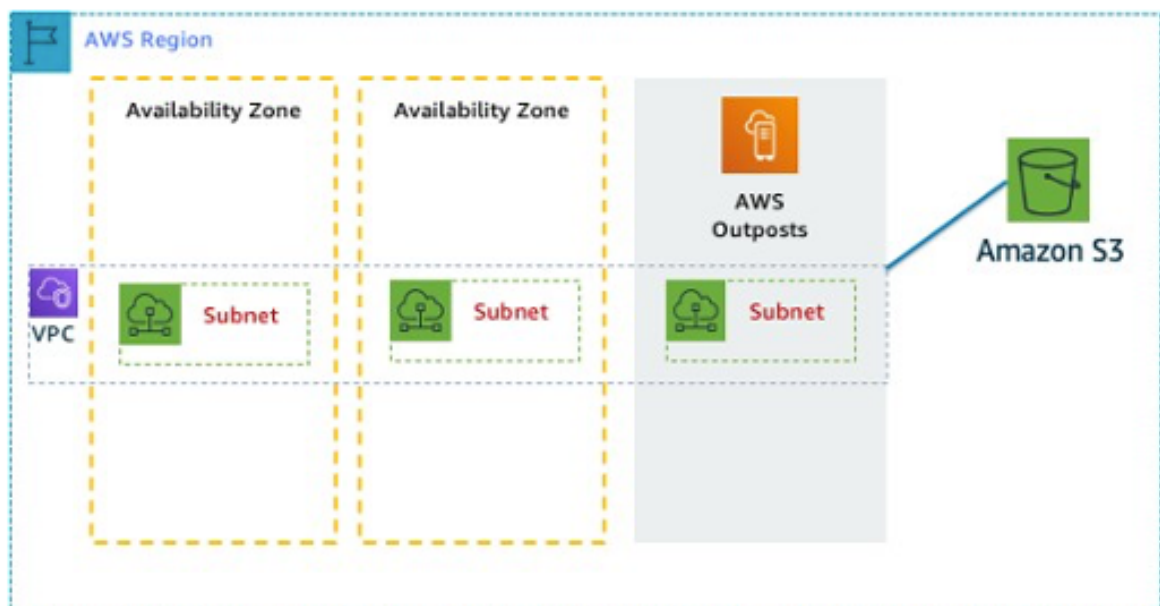 AWS Region
Availability Zone
Availability Zone
AWS
Outposts
Amazon S3
VPC
Subnet
Subnet
Subnet